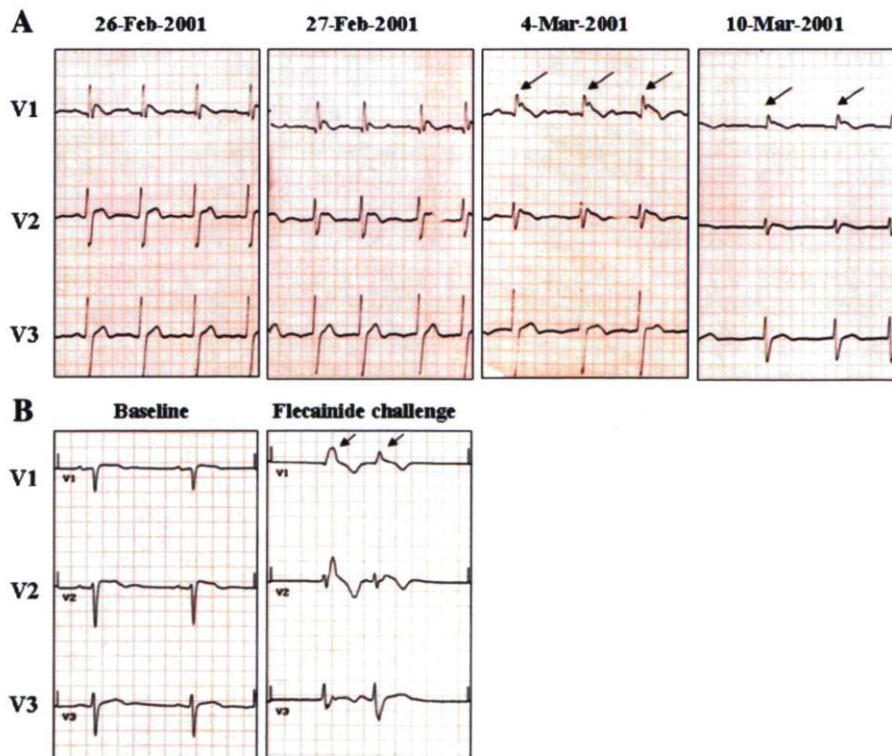 A 26-Feb-2001 27-Feb-2001 4-Mar-2001 10-Mar-2001
V1
V2
V3
B Baseline Flecainide challenge
V1 V1 V1
V2 V2 V2
V3 V3 V3